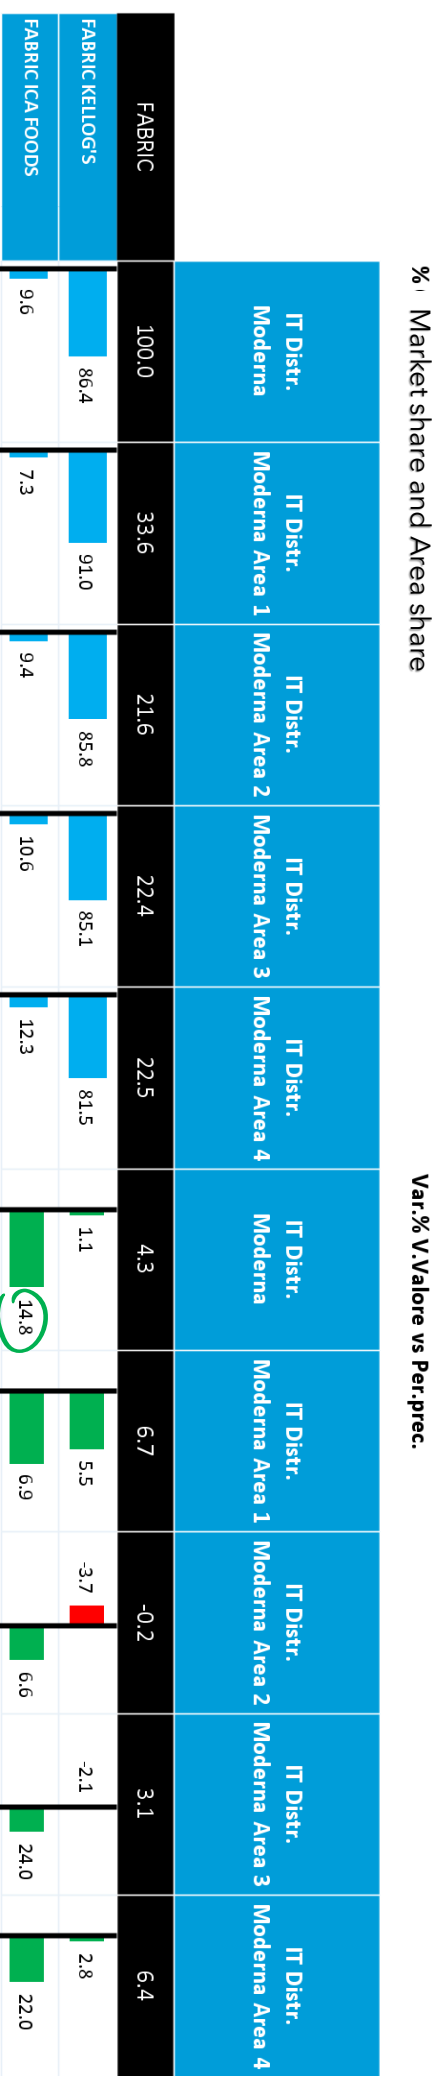 % Market share and Area share
Var.% V.Valore vs Per.prec.
IT Distr.
Moderna
IT Distr.
Moderna Area 1
IT Distr.
Moderna Area 2
IT Distr.
Moderna Area 3
IT Distr.
Moderna Area 4
IT Distr.
Moderna
IT Distr.
Moderna Area 1
IT Distr.
Moderna Area 2
IT Distr.
Moderna Area 3
IT Distr.
Moderna Area 4
FABRIC 100.0 33.6 21.6 22.4 22.5 4.3 6.7 -0.2 3.1 6.4
FABRIC KELLOG'S 86.4 91.0 85.8 85.1 81.5 1.1 5.5 -3.7 -2.1 2.8
FABRIC ICA FOODS 9.6 7.3 9.4 10.6 12.3 14.8 6.9 6.6 24.0 22.0